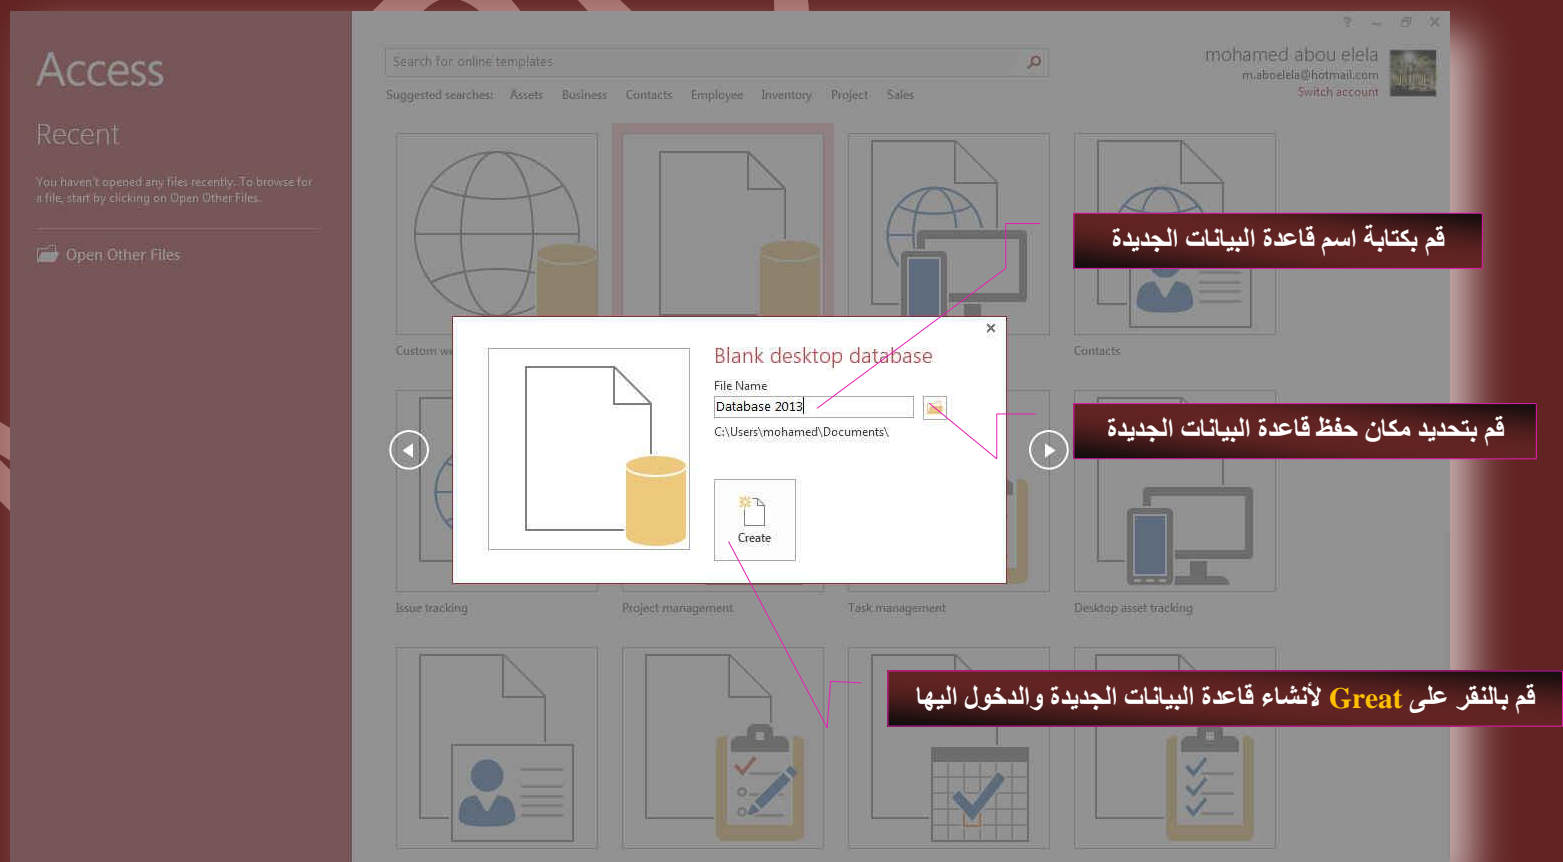 Access
Recent
You haven't opened any files recently. To browse for
a file, start by clicking on Open Other Files.
Open Other Files
Search for online templates
mohamed abou elela
m.aboelela@hotmail.com
Switch account
Suggested searches: Assets Business Contacts Employee Inventory Project Sales
قم بكتابة اسم قاعدة البيانات الجديدة
Custom we
Contacts
Blank desktop database
File Name
Database 2013
C:\Users\mohamed\Documents\
قم بتحديد مكان حفظ قاعدة البيانات الجديدة
Create
Issue tracking
Project management
Task management
Desktop asset tracking
قم بالنقر على Great لأنشاء قاعدة البيانات الجديدة والدخول اليها